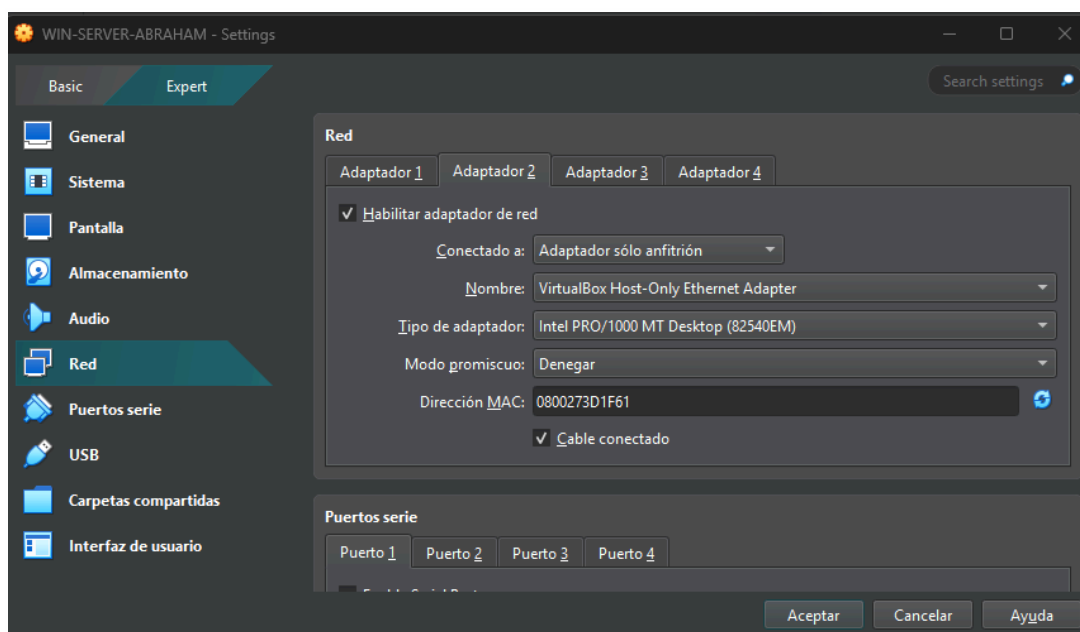 WIN-SERVER-ABRAHAM - Settings
Basic
Expert
Search settings
General
Sistema
Pantalla
Almacenamiento
Audio
Red
Puertos serie
USB
Carpetas compartidas
Interfaz de usuario
Red
Adaptador 1 Adaptador 2 Adaptador 3 Adaptador 4
Habilitar adaptador de red
Conectado a: Adaptador sólo anfitrión
Nombre: VirtualBox Host-Only Ethernet Adapter
Tipo de adaptador: Intel PRO/1000 MT Desktop (82540EM)
Modo promiscuo: Denegar
Dirección MAC: 0800273D1F61
Cable conectado
Puertos serie
Puerto 1 Puerto 2 Puerto 3 Puerto 4
Aceptar Cancelar Ayuda